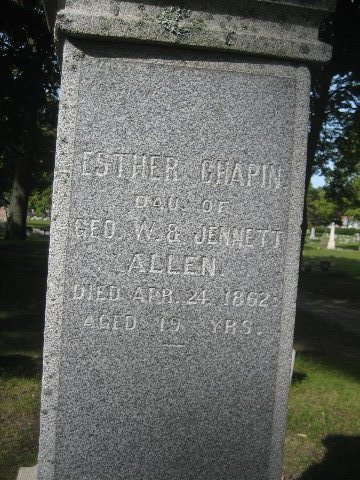 ESTHER CHAPIN
DAU. OF
GEO. W. & JENNETT
ALLEN.
DIED APR. 24, 1862
AGED 19 YRS.